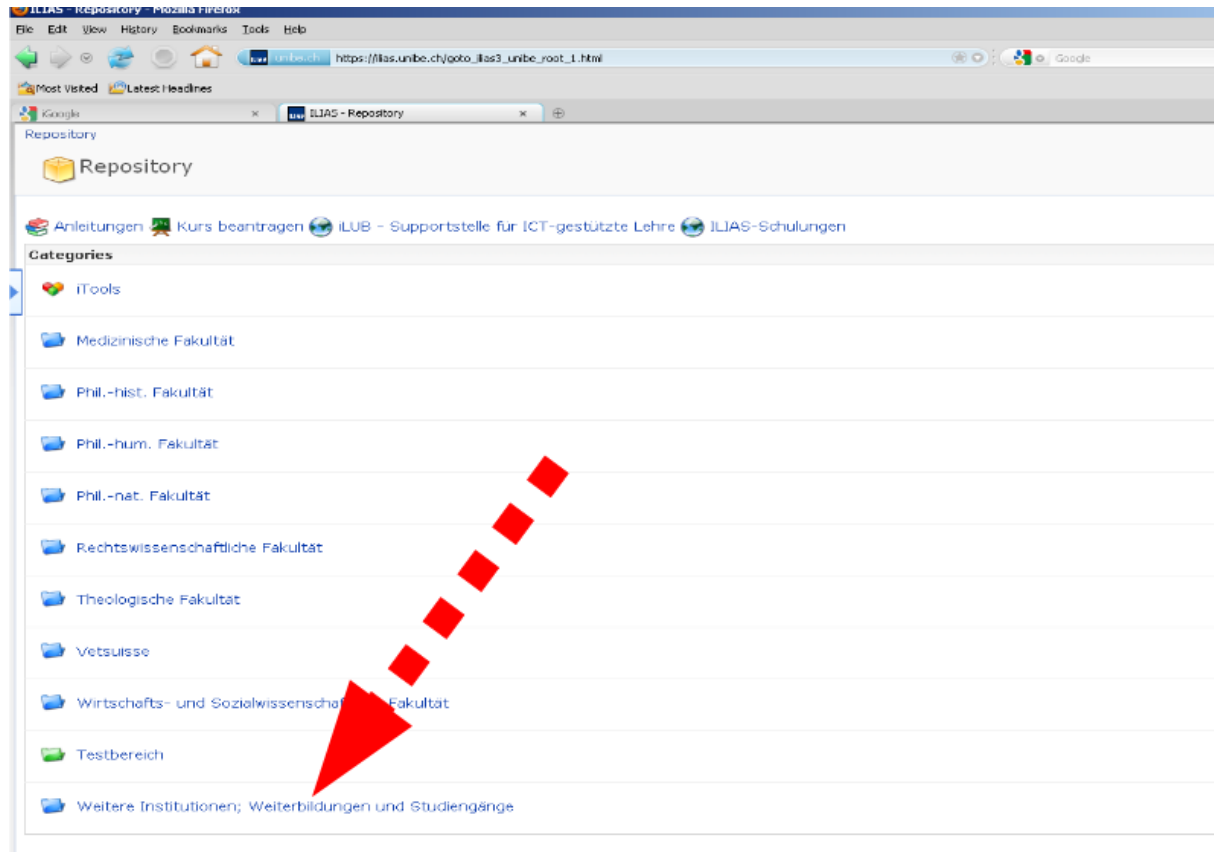 ILIAS - Repository - Mozilla Firefox
File Edit View History Bookmarks Tools Help
unibe.ch https://ilias.unibe.ch/goto_ilias3_unibe_root_1.html Google
Most Visited Latest Headlines
iGoogle ILIAS - Repository
Repository
Repository
Anleitungen Kurs beantragen iLUB - Supportstelle für ICT-gestützte Lehre ILIAS-Schulungen
Categories
iTools
Medizinische Fakultät
Phil.-hist. Fakultät
Phil.-hum. Fakultät
Phil.-nat. Fakultät
Rechtswissenschaftliche Fakultät
Theologische Fakultät
Vetsuisse
Wirtschafts- und Fakultät
Testbereich
Weitere Institutionen; Weiterbildungen und Studiengänge